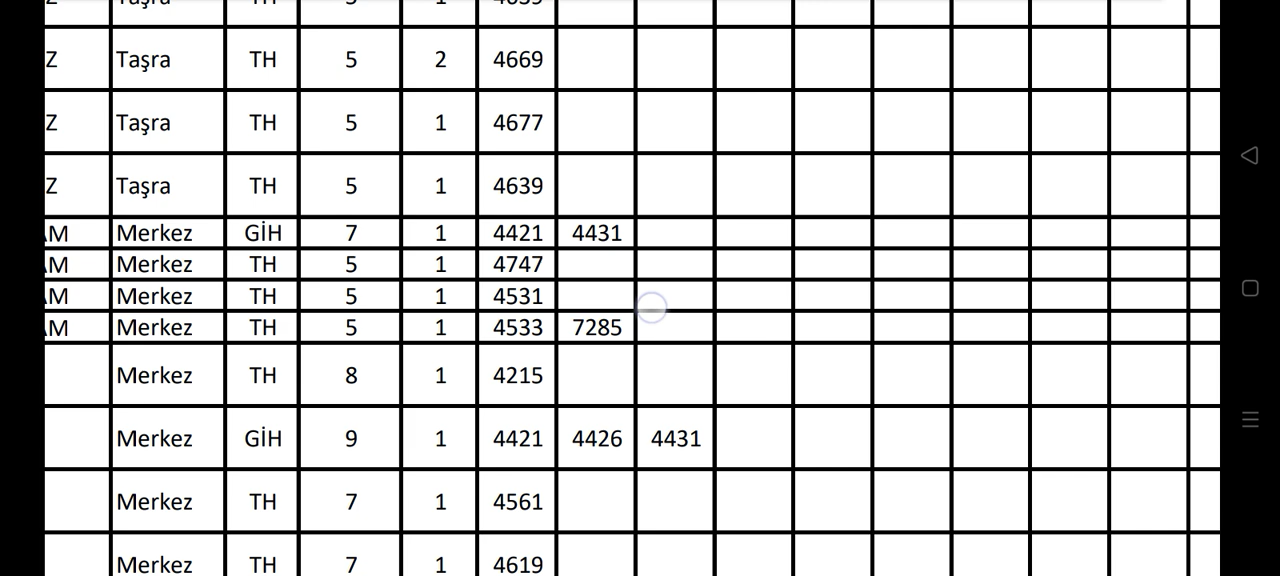 Z Taşra TH 5 2 4669
Z Taşra TH 5 1 4677
Z Taşra TH 5 1 4639
M Merkez GİH 7 1 4421 4431
M Merkez TH 5 1 4747
M Merkez TH 5 1 4531
M Merkez TH 5 1 4533 7285
Merkez TH 8 1 4215
Merkez GİH 9 1 4421 4426 4431
Merkez TH 7 1 4561
Merkez TH 7 1 4619